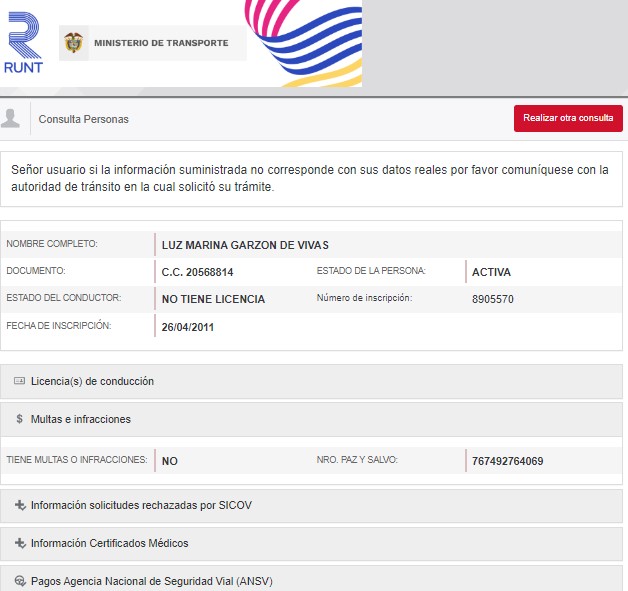 RUNT
MINISTERIO DE TRANSPORTE
Consulta Personas
Realizar otra consulta
Señor usuario si la información suministrada no corresponde con sus datos reales por favor comuníquese con la
autoridad de tránsito en la cual solicitó su trámite.
NOMBRE COMPLETO: LUZ MARINA GARZON DE VIVAS
DOCUMENTO: C.C. 20568814 ESTADO DE LA PERSONA: ACTIVA
ESTADO DEL CONDUCTOR: NO TIENE LICENCIA Número de inscripción: 8905570
FECHA DE INSCRIPCIÓN: 26/04/2011
Licencia(s) de conducción
$ Multas e infracciones
TIENE MULTAS O INFRACCIONES: NO NRO. PAZ Y SALVO: 767492764069
Información solicitudes rechazadas por SICOV
Información Certificados Médicos
Pagos Agencia Nacional de Seguridad Vial (ANSV)